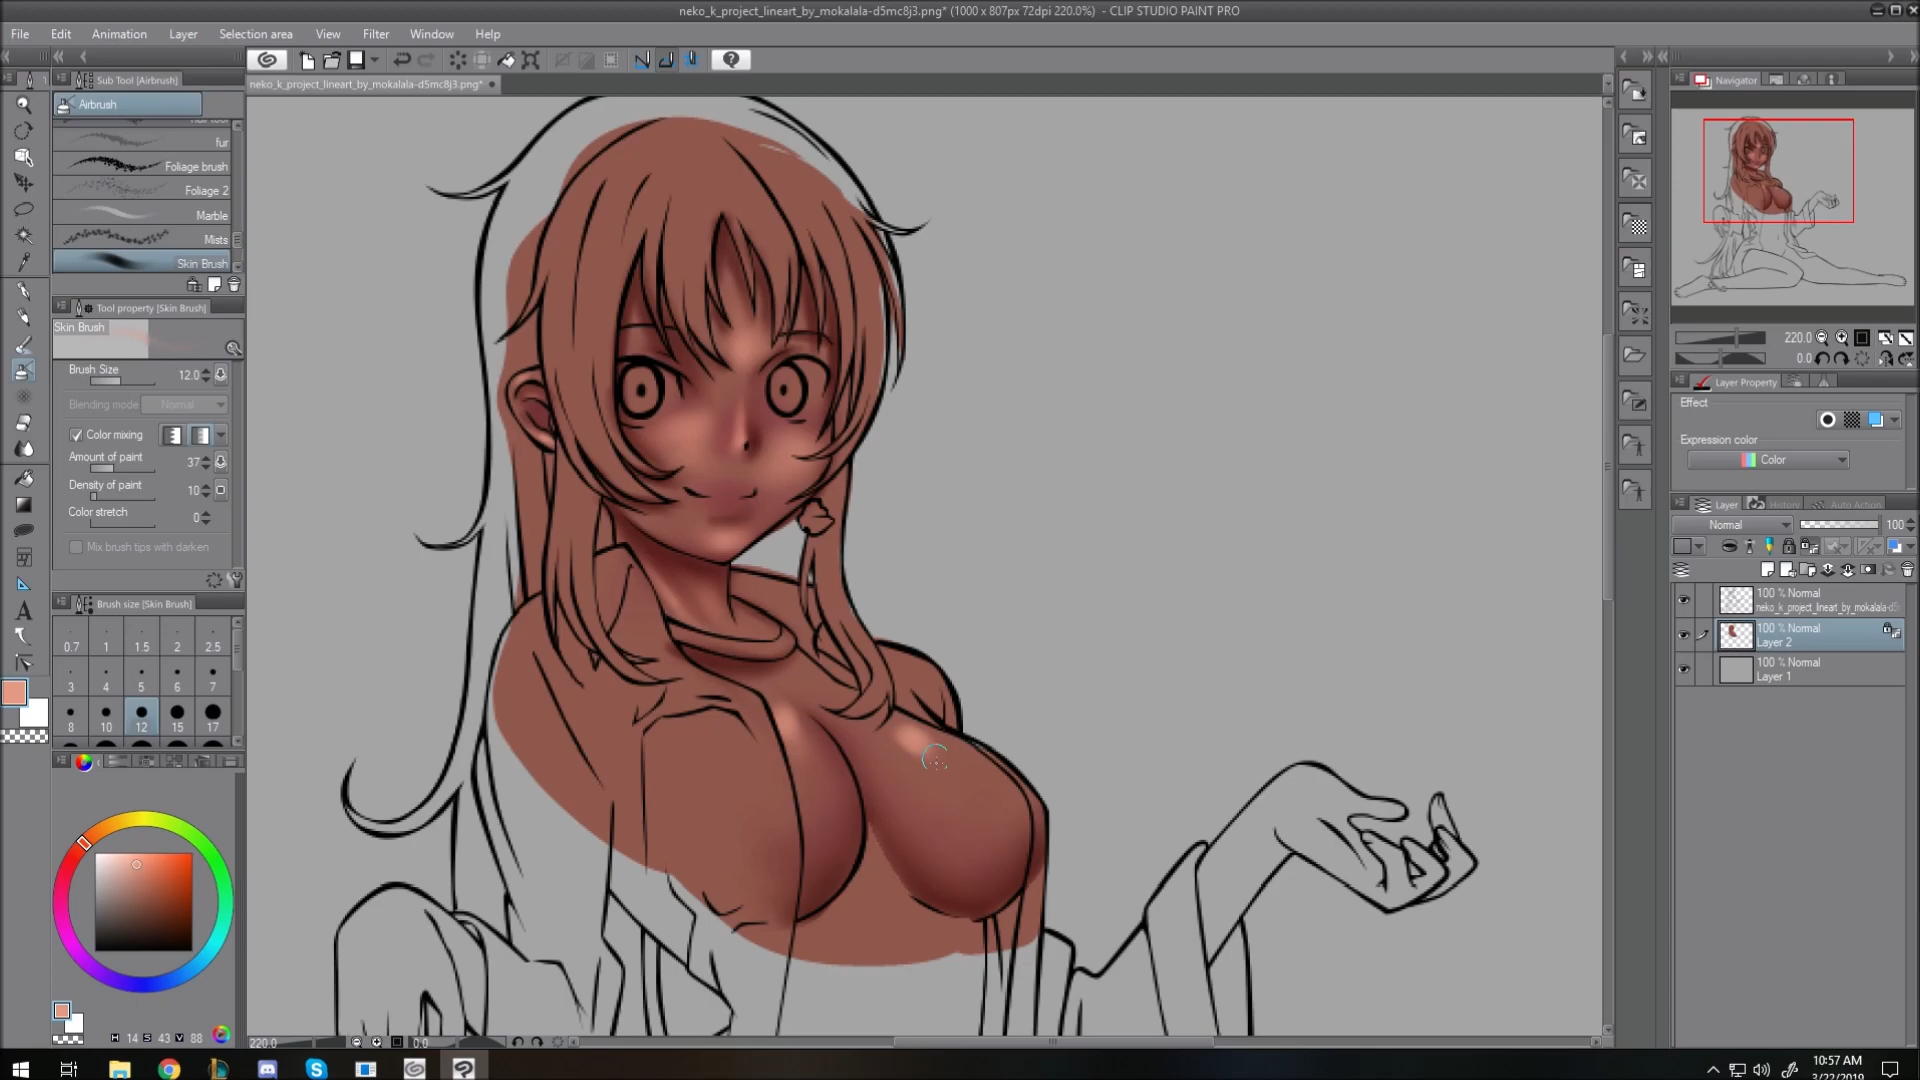 neko_k_project_lineart_by_mokalala-d5mc8j3.png* (1000 x 807px 72dpi 220.0%) - CLIP STUDIO PAINT PRO
File Edit Animation Layer Selection area View Filter Window Help
Sub Tool [Airbrush]
neko_k_project_lineart_by_mokalala-d5mc8j3.png*
Navigator
Airbrush
fur
Foliage brush
Foliage 2
Marble
Mists
Skin Brush
Tool property [Skin Brush]
Skin Brush
Brush Size 12.0
Blending mode Normal
Color mixing
Amount of paint 37
Density of paint 10
Color stretch 0
Mix brush tips with darken
Brush size [Skin Brush]
0.7 1 1.5 2 2.5
3 4 5 6 7
8 10 12 15 17
H 14 S 43 V 88
220.0 0.0
220.0
0.0
Layer Property
Effect
Expression color
Color
Layer History Auto Action
Normal 100
100 % Normal
neko_k_project_lineart_by_mokalala-d5
100 % Normal
Layer 2
100 % Normal
Layer 1
10:57 AM
3/22/2019